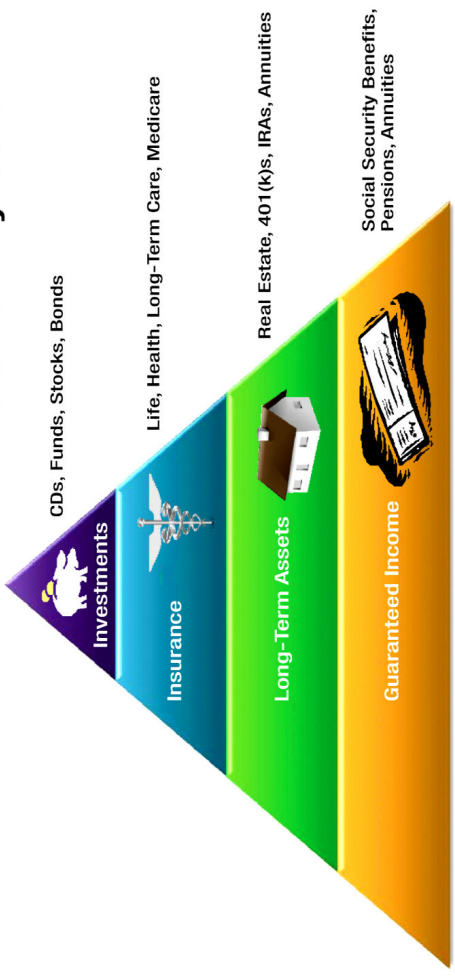 CDs, Funds, Stocks, Bonds
Investments
Life, Health, Long-Term Care, Medicare
Insurance
Real Estate, 401(k)s, IRAs, Annuities
Long-Term Assets
Social Security Benefits,
Pensions, Annuities
Guaranteed Income